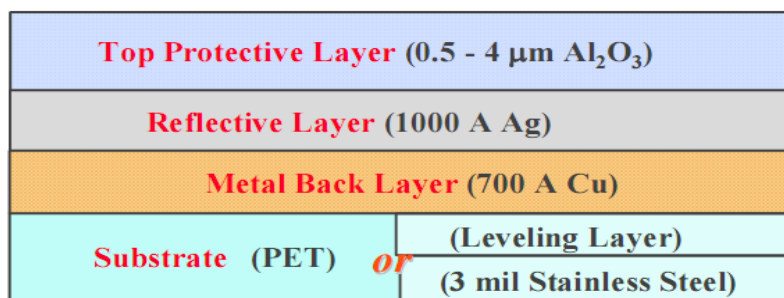 Top Protective Layer (0.5 - 4 μm Al₂O₃)
Reflective Layer (1000 A Ag)
Metal Back Layer (700 A Cu)
Substrate (PET) or (Leveling Layer)
(3 mil Stainless Steel)